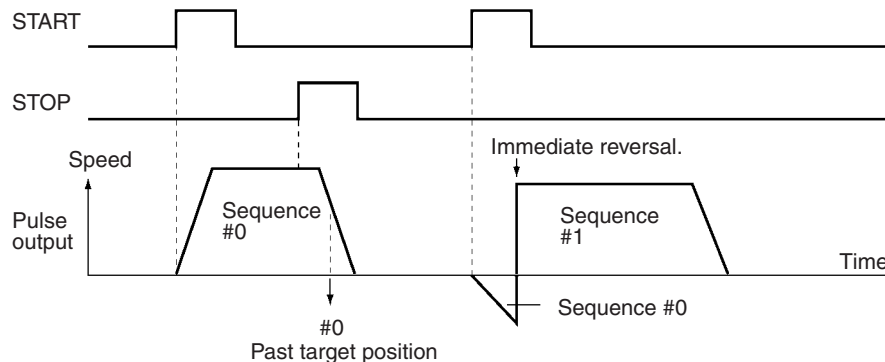 START
STOP
Immediate reversal.
Speed
Pulse
output
Sequence
#0
Sequence
#1
Time
Sequence #0
#0
Past target position